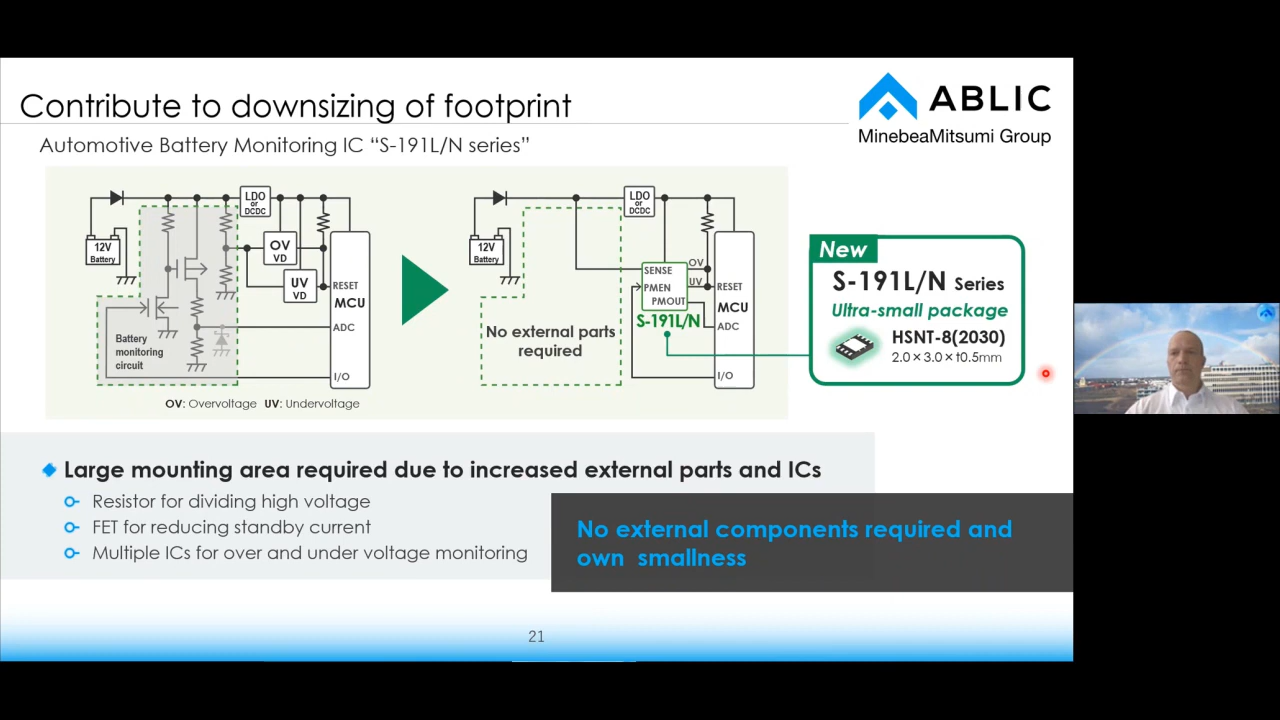 Contribute to downsizing of footprint
ABLIC
MinebeaMitsumi Group
Automotive Battery Monitoring IC “S-191L/N series”
LDO
or
DCDC
12V
Battery
OV
VD
UV
VD
RESET
MCU
ADC
I/O
Battery
monitoring
circuit
OV: Overvoltage UV: Undervoltage
LDO
or
DCDC
12V
Battery
No external parts
required
SENSE
PMEN
PMOUT
OV
UV
S-191L/N
RESET
MCU
ADC
I/O
New
S-191L/N Series
Ultra-small package
HSNT-8(2030)
2.0 × 3.0 × t0.5mm
Large mounting area required due to increased external parts and ICs
Resistor for dividing high voltage
FET for reducing standby current
Multiple ICs for over and under voltage monitoring
No external components required and
own smallness
21